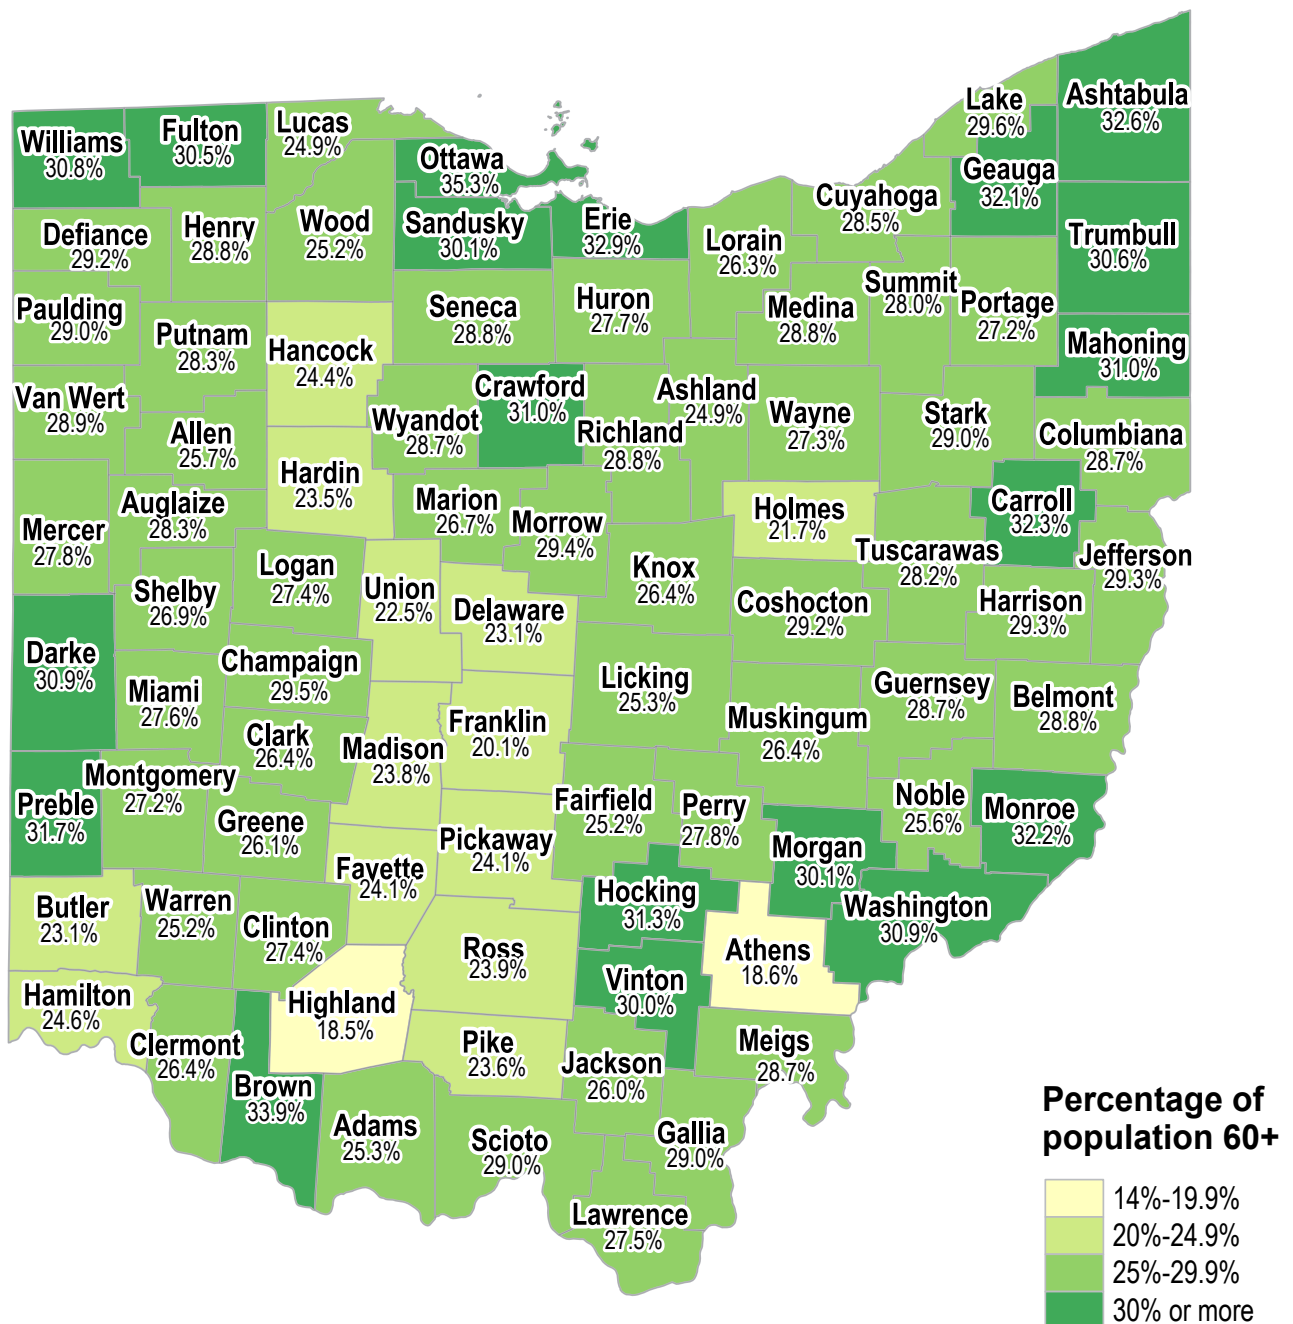 Lake
29.6%
Ashtabula
32.6%
Williams
30.8%
Fulton
30.5%
Lucas
24.9%
Ottawa
35.3%
Geauga
32.1%
Cuyahoga
28.5%
Defiance
29.2%
Henry
28.8%
Wood
25.2%
Sandusky
30.1%
Erie
32.9%
Lorain
26.3%
Trumbull
30.6%
Paulding
29.0%
Putnam
28.3%
Hancock
24.4%
Seneca
28.8%
Huron
27.7%
Medina
28.8%
Summit
28.0%
Portage
27.2%
Mahoning
31.0%
Van Wert
28.9%
Allen
25.7%
Wyandot
28.7%
Crawford
31.0%
Richland
28.8%
Ashland
24.9%
Wayne
27.3%
Stark
29.0%
Columbiana
28.7%
Hardin
23.5%
Mercer
27.8%
Auglaize
28.3%
Marion
26.7%
Morrow
29.4%
Holmes
21.7%
Carroll
32.3%
Tuscarawas
28.2%
Jefferson
29.3%
Shelby
26.9%
Logan
27.4%
Union
22.5%
Delaware
23.1%
Knox
26.4%
Coshocton
29.2%
Harrison
29.3%
Darke
30.9%
Miami
27.6%
Champaign
29.5%
Licking
25.3%
Guernsey
28.7%
Belmont
28.8%
Clark
26.4%
Madison
23.8%
Franklin
20.1%
Muskingum
26.4%
Preble
31.7%
Montgomery
27.2%
Greene
26.1%
Fayette
24.1%
Pickaway
24.1%
Fairfield
25.2%
Perry
27.8%
Morgan
30.1%
Noble
25.6%
Monroe
32.2%
Butler
23.1%
Warren
25.2%
Clinton
27.4%
Ross
23.9%
Hocking
31.3%
Athens
18.6%
Washington
30.9%
Hamilton
24.6%
Clermont
26.4%
Highland
18.5%
Vinton
30.0%
Brown
33.9%
Adams
25.3%
Pike
23.6%
Jackson
26.0%
Meigs
28.7%
Scioto
29.0%
Gallia
29.0%
Lawrence
27.5%
Percentage of
population 60+
14%-19.9%
20%-24.9%
25%-29.9%
30% or more